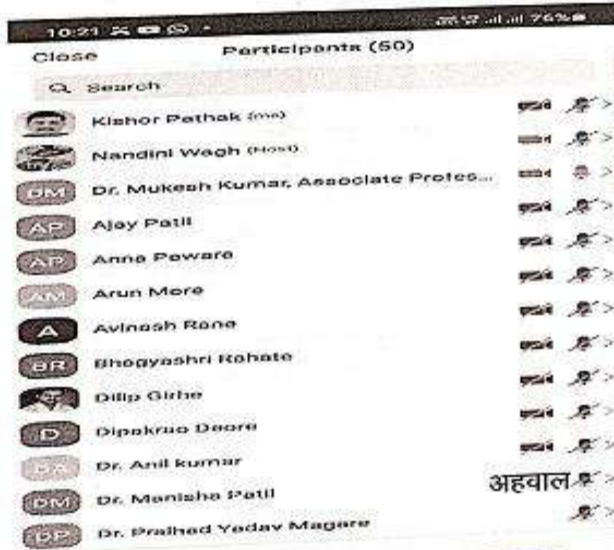 10:21 76%
Close Participants (50)
Search
Kishor Pathak (me)
Nandini Wagh (Host)
DM Dr. Mukesh Kumar, Associate Profes...
AP Ajay Patil
AP Anna Pawara
AM Arun More
A Avinash Rane
BR Bhagyashri Rahate
Dilip Girhe
D Dipakrao Deore
DA Dr. Anil kumar
DM Dr. Manisha Patil
अहवाल
DP Dr. Pralhad Yadav Magare